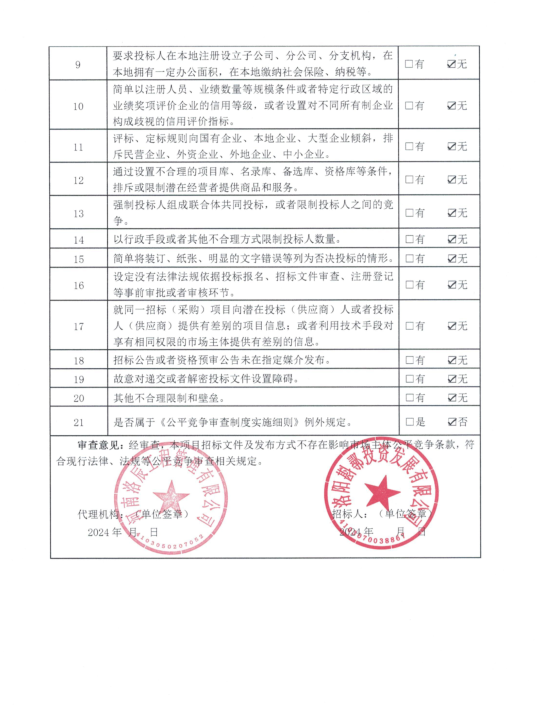 9 要求投标人在本地注册设立子公司、分公司、分支机构，在 □有 ☑无
本地拥有一定办公面积，在本地缴纳社会保险、纳税等。
10 简单以注册人员、业绩数量等规模条件或者特定行政区域的 □有 ☑无
业绩奖项评价企业的信用等级，或者设置对不同所有制企业
构成歧视的信用评价指标。
11 评标、定标规则向国有企业、本地企业、大型企业倾斜，排 □有 ☑无
斥民营企业、外资企业、外地企业、中小企业。
12 通过设置不合理的项目库、名录库、备选库、资格库等条件， □有 ☑无
排斥或限制潜在经营者提供商品和服务。
13 强制投标人组成联合体共同投标，或者限制投标人之间的竞 □有 ☑无
争。
14 以行政手段或者其他不合理方式限制投标人数量。 □有 ☑无
15 简单将装订、纸张、明显的文字错误等列为否决投标的情形。 □有 ☑无
16 设定没有法律法规依据投标报名、招标文件审查、注册登记 □有 ☑无
等事前审批或者审核环节。
17 就同一招标（采购）项目向潜在投标（供应商）人或者投标 □有 ☑无
人（供应商）提供有差别的项目信息；或者利用技术手段对
享有相同权限的市场主体提供有差别的信息。
18 招标公告或者资格预审公告未在指定媒介发布。 □有 ☑无
19 故意对递交或者解密投标文件设置障碍。 □有 ☑无
20 其他不合理限制和壁垒。 □有 ☑无
21 是否属于《公平竞争审查制度实施细则》例外规定。 □是 ☑否
审查意见：经审查，本项目招标文件及发布方式不存在影响市场主体公平竞争条款，符
合现行法律、法规等公平竞争审查相关规定。
代理机构：（单位签章） 招标人：（单位签章）
2024年 月 日 2024年 月 日